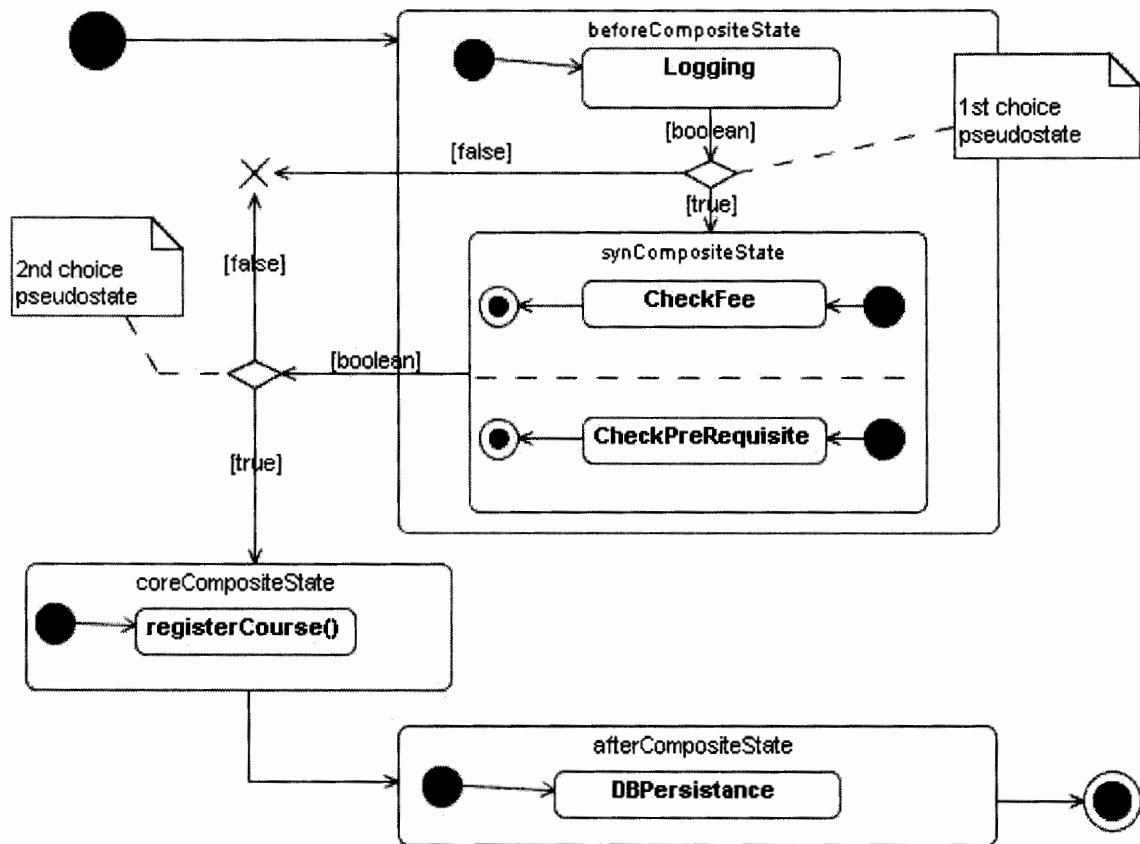 beforeCompositeState
Logging
1st choice
pseudostate
[boolean]
[false]
[true]
2nd choice
pseudostate
[false]
synCompositeState
CheckFee
[boolean]
CheckPreRequisite
[true]
coreCompositeState
registerCourse()
afterCompositeState
DBPersistance